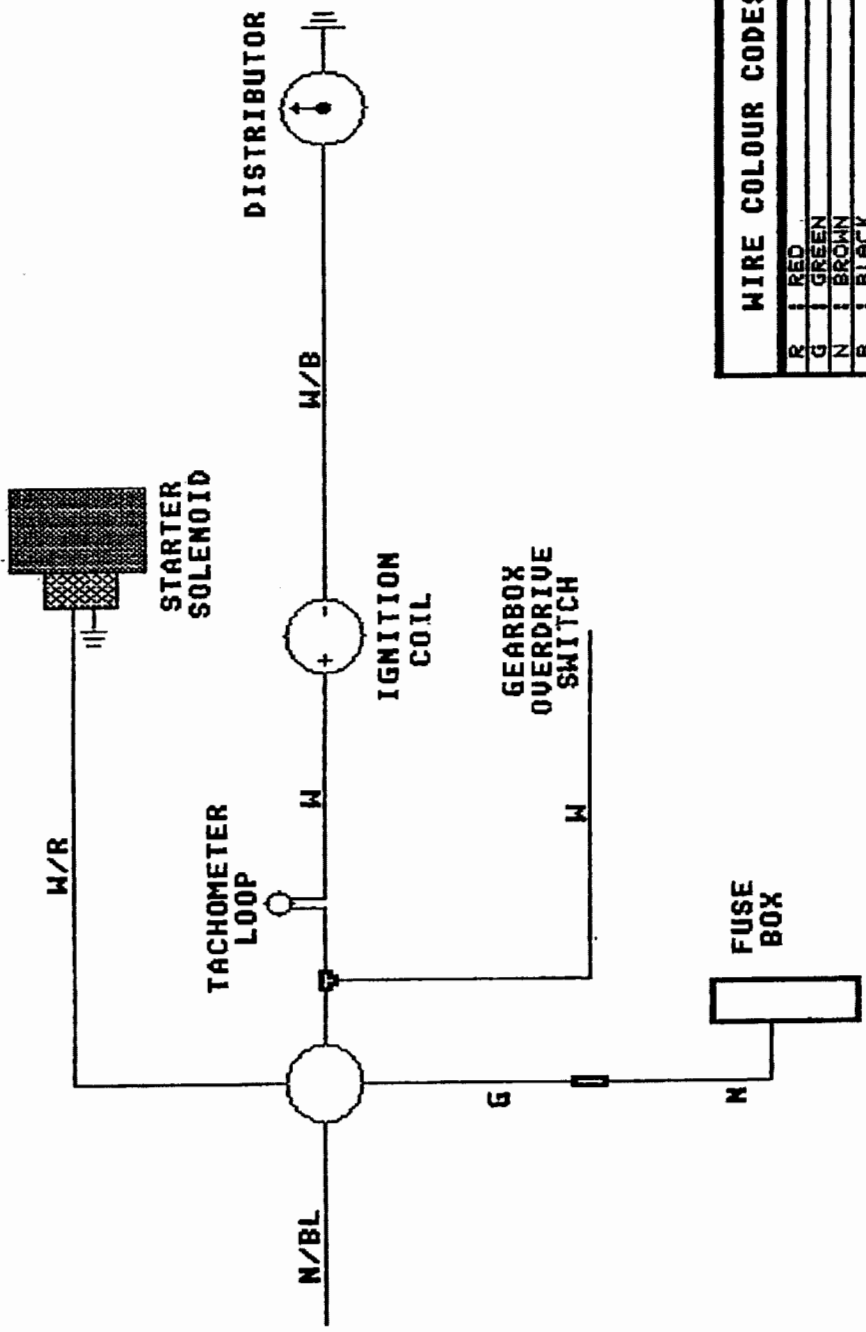 DISTRIBUTOR
W/B
STARTER
SOLENOID
W/R
IGNITION
COIL
+
-
W
TACHOMETER
LOOP
GEARBOX
OVERDRIVE
SWITCH
W
FUSE
BOX
G
N
N/BL
WIRE COLOUR CODES
R : RED
G : GREEN
N : BROWN
B : BLACK